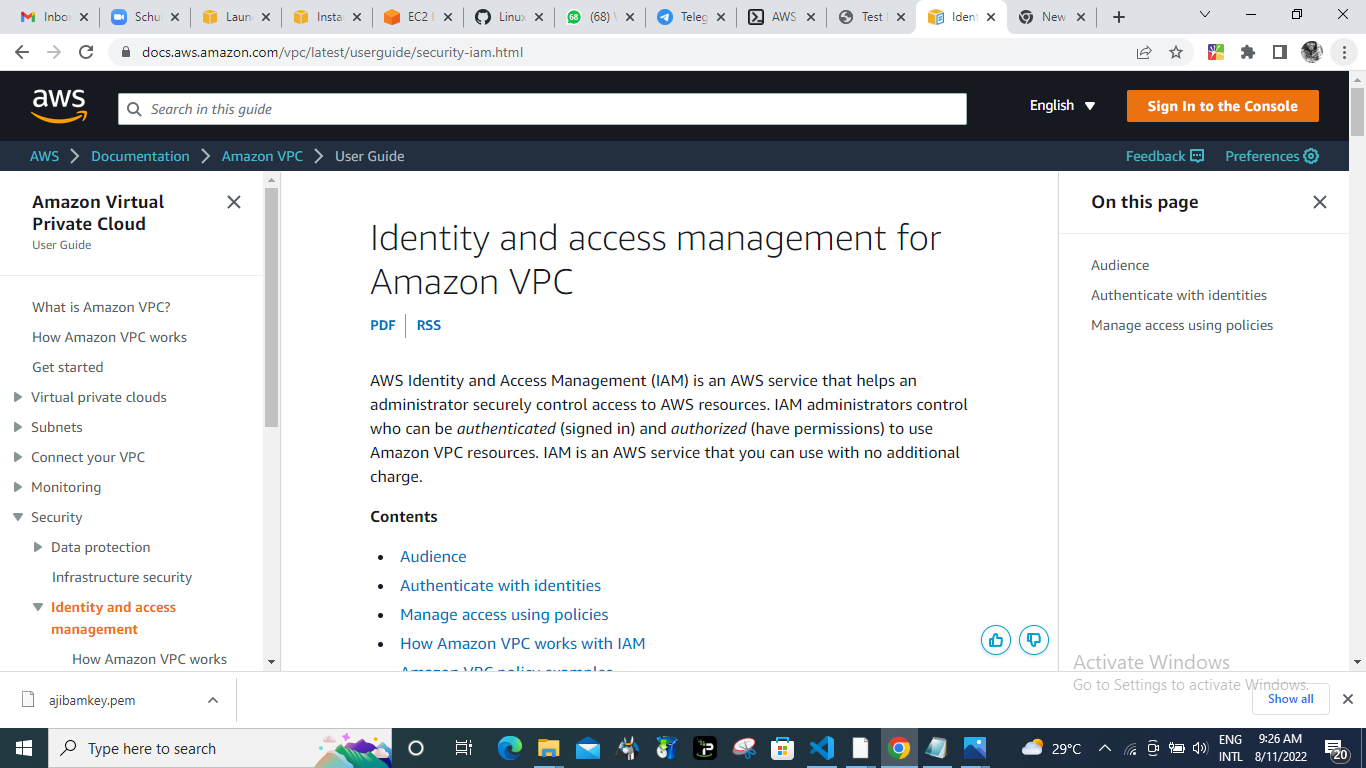 Inbo
Schu
Laun
Insta
EC2
Linux
(68)
Teleg
AWS
Test
Ident
New
docs.aws.amazon.com/vpc/latest/userguide/security-iam.html
aws
Search in this guide
English
Sign In to the Console
AWS
Documentation
Amazon VPC
User Guide
Feedback
Preferences
Amazon Virtual
Private Cloud
User Guide
What is Amazon VPC?
How Amazon VPC works
Get started
Virtual private clouds
Subnets
Connect your VPC
Monitoring
Security
Data protection
Infrastructure security
Identity and access
management
How Amazon VPC works
Identity and access management for
Amazon VPC
PDF
RSS
AWS Identity and Access Management (IAM) is an AWS service that helps an
administrator securely control access to AWS resources. IAM administrators control
who can be authenticated (signed in) and authorized (have permissions) to use
Amazon VPC resources. IAM is an AWS service that you can use with no additional
charge.
Contents
Audience
Authenticate with identities
Manage access using policies
How Amazon VPC works with IAM
Amazon VPC policy examples
On this page
Audience
Authenticate with identities
Manage access using policies
Activate Windows
Go to Settings to activate Windows.
ajibamkey.pem
Show all
Type here to search
29°C
ENG
INTL
9:26 AM
8/11/2022
20